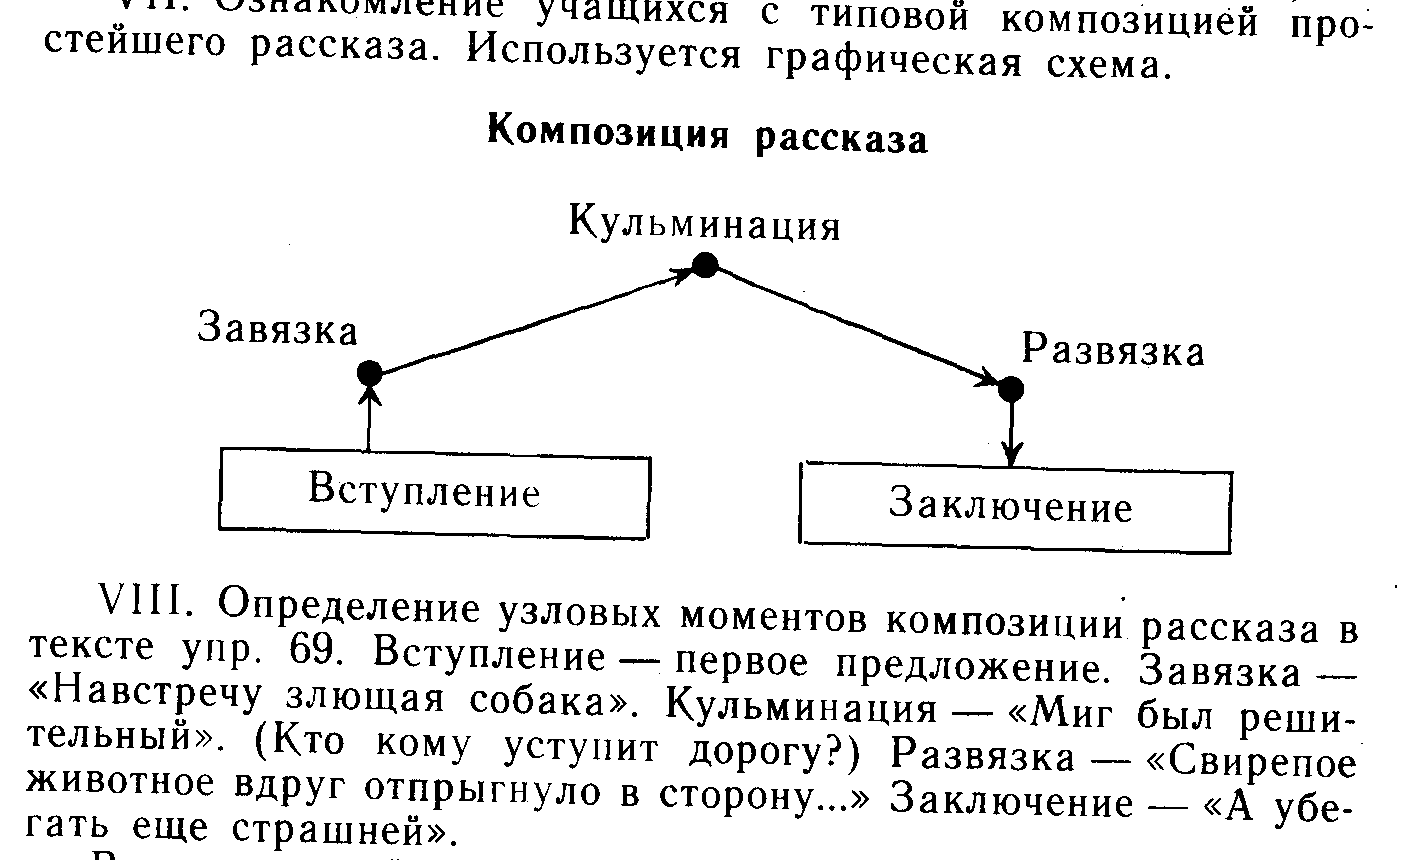 VII. Ознакомление учащихся с типовой композицией про-
стейшего рассказа. Используется графическая схема.
Композиция рассказа
Кульминация
Завязка
Развязка
Вступление
Заключение
VIII. Определение узловых моментов композиции рассказа в
тексте упр. 69. Вступление — первое предложение. Завязка —
«Навстречу злющая собака». Кульминация — «Миг был реши-
тельный». (Кто кому уступит дорогу?) Развязка — «Свирепое
животное вдруг отпрыгнуло в сторону...» Заключение — «А убе-
гать еще страшней».